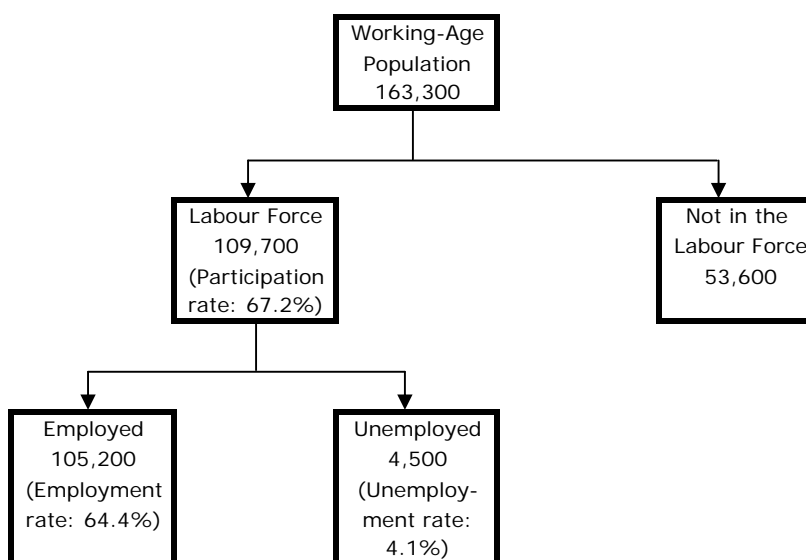 Working-Age
Population
163,300
Labour Force
109,700
(Participation
rate: 67.2%)
Not in the
Labour Force
53,600
Employed
105,200
(Employment
rate: 64.4%)
Unemployed
4,500
(Unemploy-
ment rate:
4.1%)